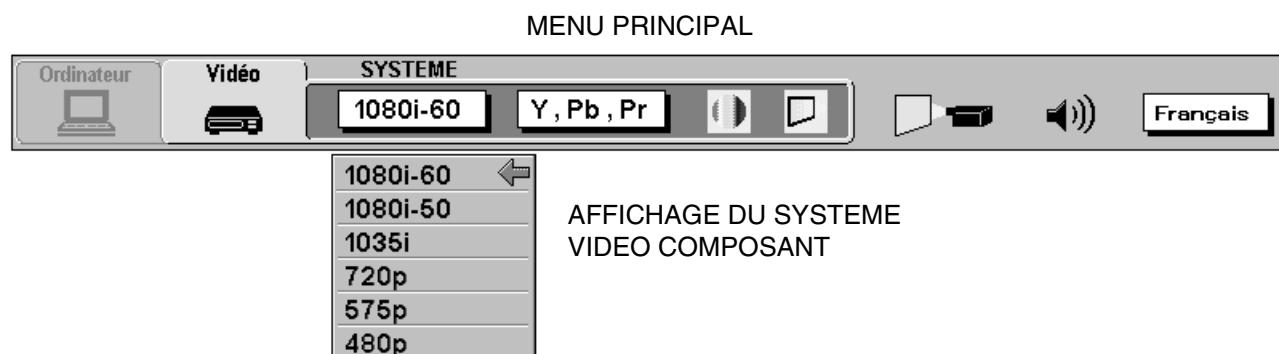 MENU PRINCIPAL
Ordinateur
Vidéo
SYSTEME
1080i-60
Y , Pb , Pr
Français
1080i-60
1080i-50
1035i
720p
575p
480p
AFFICHAGE DU SYSTEME
VIDEO COMPOSANT